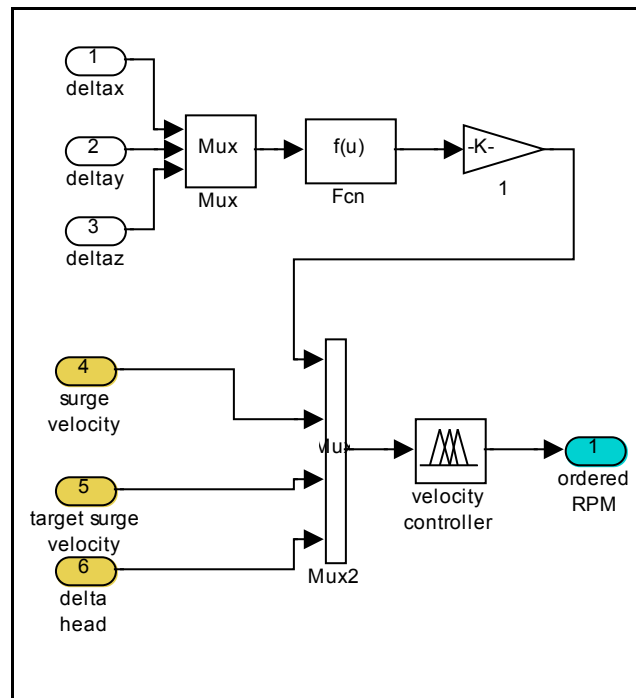 1
deltax
2
deltay
3
deltaz
Mux
Mux
f(u)
Fcn
-K-
1
4
surge
velocity
5
target surge
velocity
6
delta
head
Mux
Mux2
velocity
controller
1
ordered
RPM